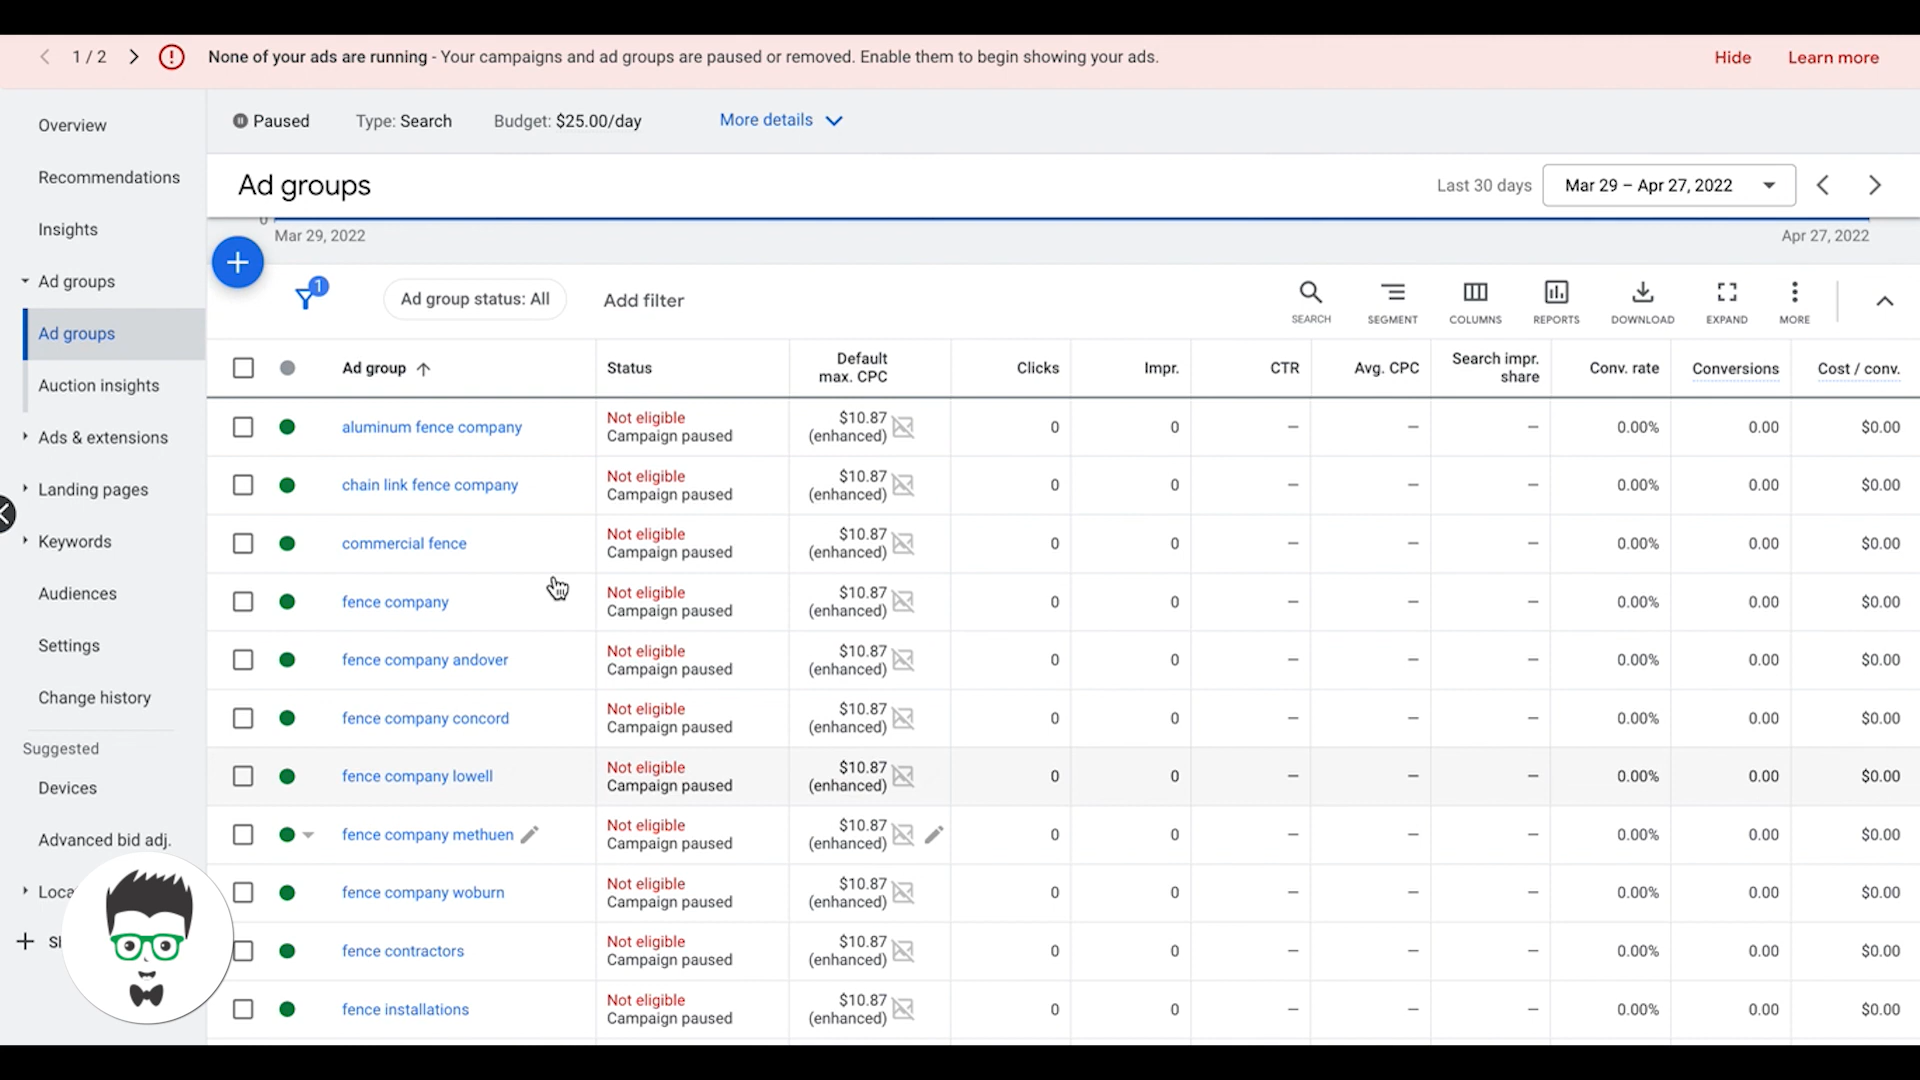 1 / 2
None of your ads are running - Your campaigns and ad groups are paused or removed. Enable them to begin showing your ads.
Hide
Learn more
Paused
Type: Search
Budget: $25.00/day
More details
Overview
Recommendations
Insights
Ad groups
Ad groups
Auction insights
Ads & extensions
Landing pages
Keywords
Audiences
Settings
Change history
Suggested
Devices
Advanced bid adj.
Ad groups
Last 30 days
Mar 29 – Apr 27, 2022
0
Mar 29, 2022
Apr 27, 2022
1
Ad group status: All
Add filter
SEARCH
SEGMENT
COLUMNS
REPORTS
DOWNLOAD
EXPAND
MORE
Ad group Status Default max. CPC Clicks Impr. CTR Avg. CPC Search impr. share Conv. rate Conversions Cost / conv.
aluminum fence company Not eligible Campaign paused $10.87 (enhanced) 0 0 – – – 0.00% 0.00 $0.00
chain link fence company Not eligible Campaign paused $10.87 (enhanced) 0 0 – – – 0.00% 0.00 $0.00
commercial fence Not eligible Campaign paused $10.87 (enhanced) 0 0 – – – 0.00% 0.00 $0.00
fence company Not eligible Campaign paused $10.87 (enhanced) 0 0 – – – 0.00% 0.00 $0.00
fence company andover Not eligible Campaign paused $10.87 (enhanced) 0 0 – – – 0.00% 0.00 $0.00
fence company concord Not eligible Campaign paused $10.87 (enhanced) 0 0 – – – 0.00% 0.00 $0.00
fence company lowell Not eligible Campaign paused $10.87 (enhanced) 0 0 – – – 0.00% 0.00 $0.00
fence company methuen Not eligible Campaign paused $10.87 (enhanced) 0 0 – – – 0.00% 0.00 $0.00
fence company woburn Not eligible Campaign paused $10.87 (enhanced) 0 0 – – – 0.00% 0.00 $0.00
fence contractors Not eligible Campaign paused $10.87 (enhanced) 0 0 – – – 0.00% 0.00 $0.00
fence installations Not eligible Campaign paused $10.87 (enhanced) 0 0 – – – 0.00% 0.00 $0.00